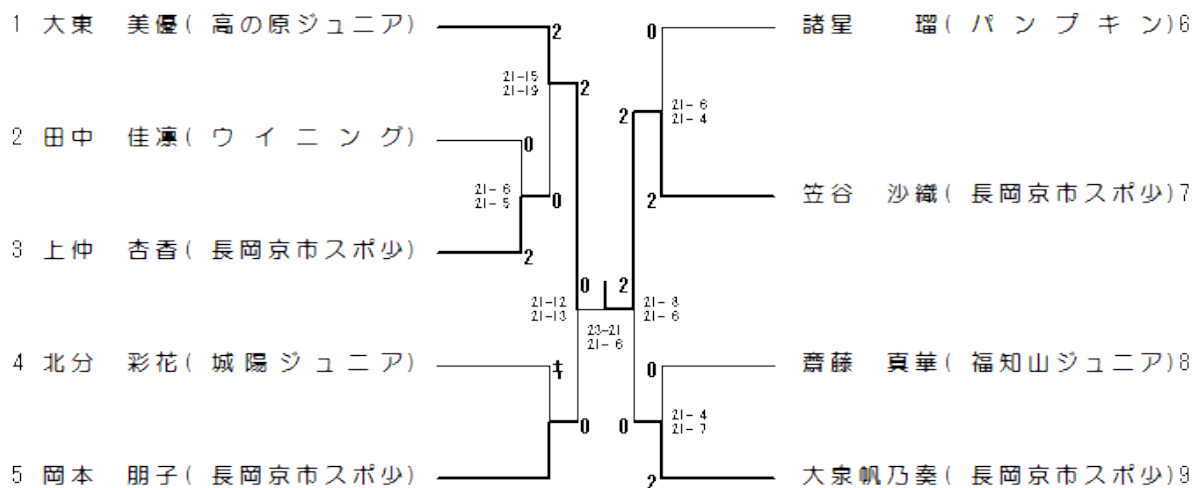 1 大東 美優( 高の原ジュニア)
2
21-15
21-19
2
2 田中 佳凛( ウイニング)
0
21- 6
21- 5
0
3 上仲 杏香( 長岡京市スポ少)
2
0
21-12
21-13
4 北分 彩花( 城陽ジュニア)
キ
0
5 岡本 朋子( 長岡京市スポ少)
23-21
21- 6
0
諸星 瑠( パンプキン)6
2
21- 6
21- 4
2
笠谷 沙織( 長岡京市スポ少)7
2
21- 8
21- 6
0
齋藤 真華( 福知山ジュニア)8
0
21- 4
21- 7
2
大泉帆乃奏( 長岡京市スポ少)9